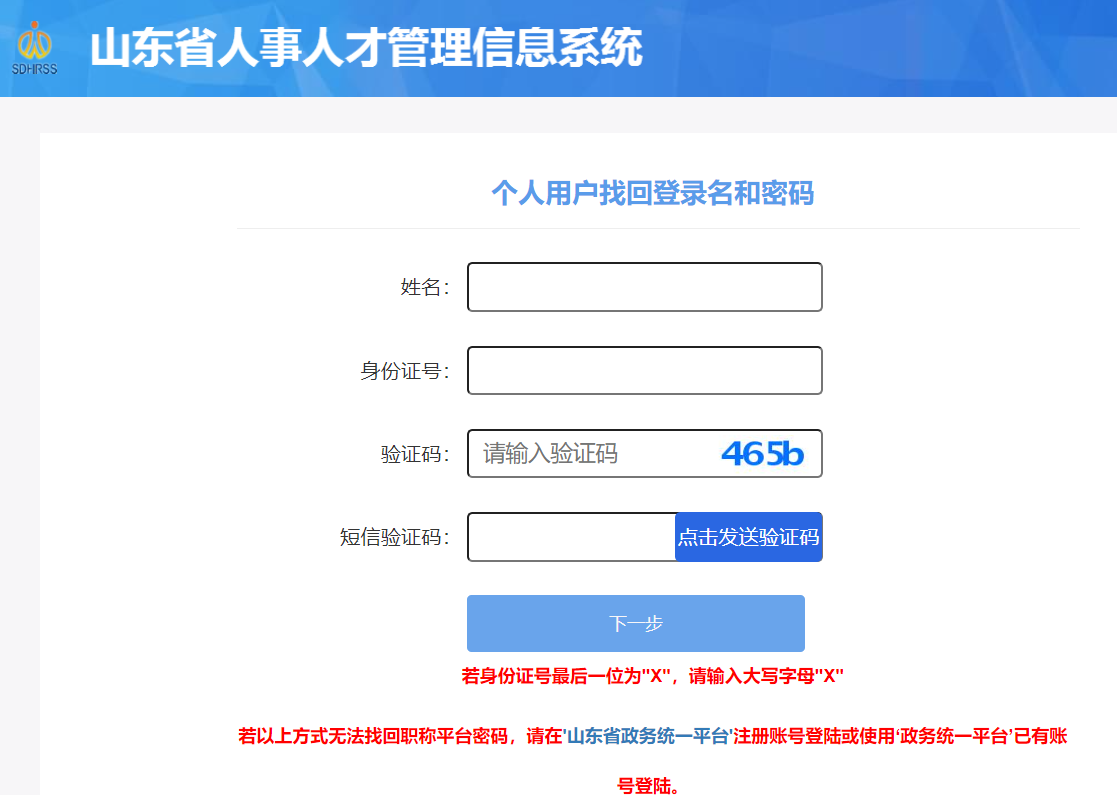 山东省人事人才管理信息系统
SDHRSS
个人用户找回登录名和密码
姓名：
身份证号：
验证码： 请输入验证码 465b
短信验证码： 点击发送验证码
下一步
若身份证号最后一位为"X"，请输入大写字母"X"
若以上方式无法找回职称平台密码，请在'山东省政务统一平台'注册账号登陆或使用‘政务统一平台’已有账
号登陆。